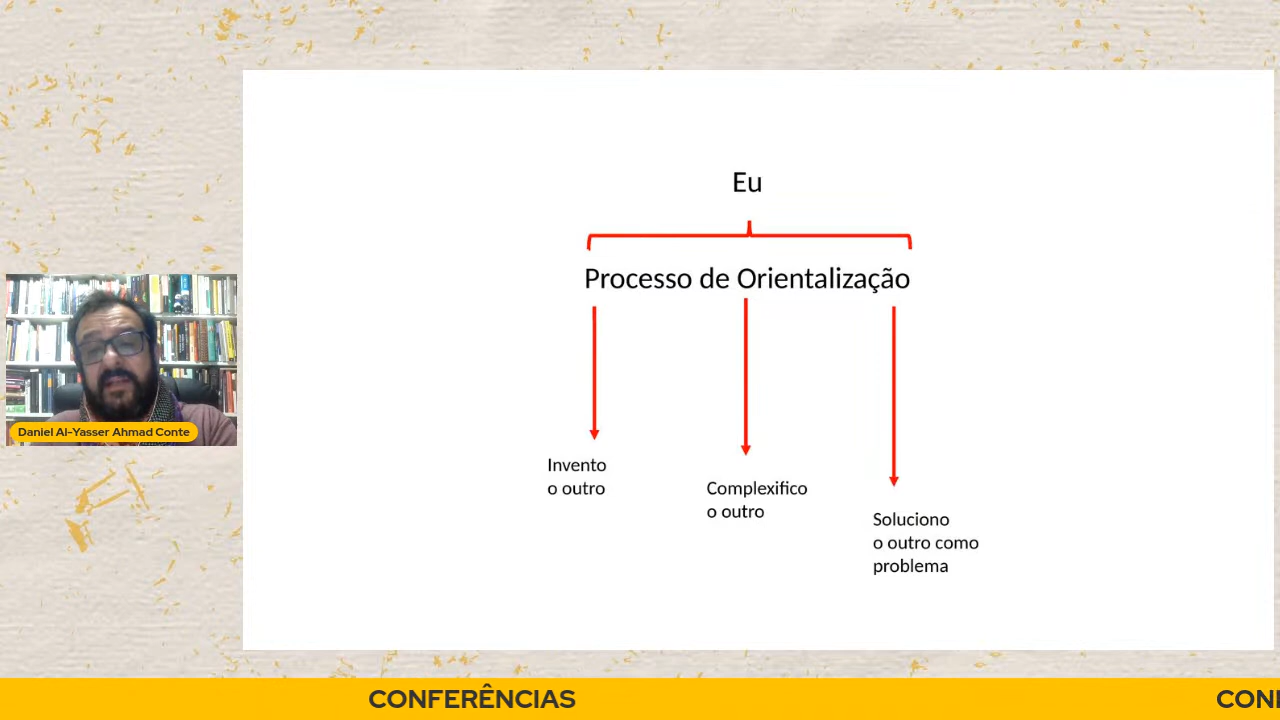 Eu
Processo de Orientalização
Invento
o outro
Complexifico
o outro
Soluciono
o outro como
problema
Daniel Al-Yasser Ahmad Conte
CONFERÊNCIAS
CON